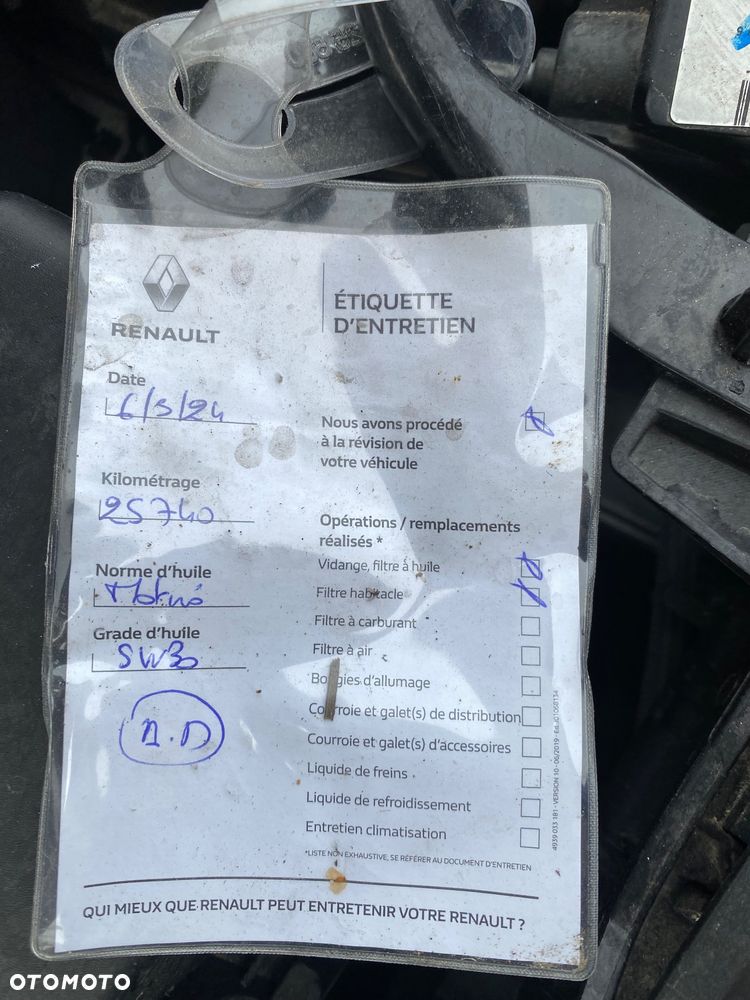 RENAULT
ÉTIQUETTE
D'ENTRETIEN
Date
6/5/24
Nous avons procédé
à la révision de
votre véhicule
Kilométrage
25740
Opérations / remplacements
réalisés *
Norme d'huile
Grade d'huile
5W30
Vidange, filtre à huile
Filtre habitacle
Filtre à carburant
Filtre à air
Bougies d'allumage
Courroie et galet(s) de distribution
Courroie et galet(s) d'accessoires
Liquide de freins
Liquide de refroidissement
Entretien climatisation
*LISTE NON EXHAUSTIVE, SE RÉFÉRER AU DOCUMENT D'ENTRETIEN
QUI MIEUX QUE RENAULT PEUT ENTRETENIR VOTRE RENAULT ?
OTOMOTO